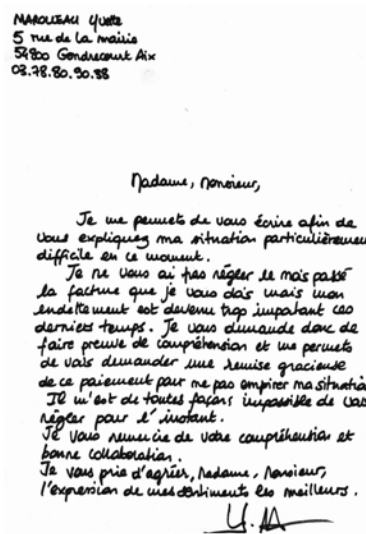 MAROUEAU Yvette
5 rue de la mairie
54800 Gondrecourt Aix
03.78.80.90.88
Madame, Monsieur,
Je me permets de vous écrire afin de
vous expliquez ma situation particulièremen
difficile en ce moment.
Je ne vous ai pas régler le mois passé
la facture que je vous dois mais mon
endettement est devenu trop important ces
derniers temps. Je vous demande donc de
faire preuve de compréhension et me permets
de vous demander une remise gracieuse
de ce paiement pour ne pas empirer ma situation
Il m'est de toutes façons impossible de vous
régler pour l'instant.
Je vous remercie de votre compréhension et
bonne collaboration.
Je vous prie d'agréer, Madame, Monsieur,
l'expression de mes sentiments les meilleurs.